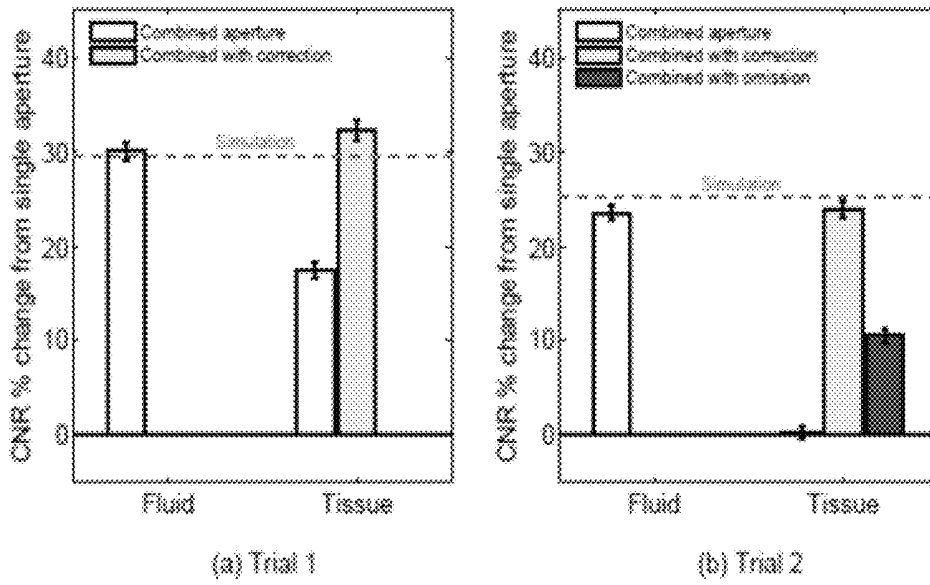 CNR % change from single aperture
40
30
20
10
0
Combined aperture
Combined with correction
Simulation
Fluid Tissue
(a) Trial 1
CNR % change from single aperture
40
30
20
10
0
Combined aperture
Combined with correction
Combined with omission
Simulation
Fluid Tissue
(b) Trial 2